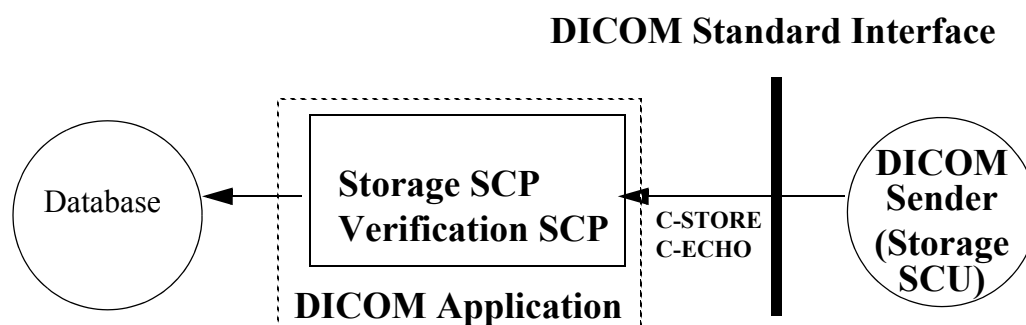 DICOM Standard Interface
Database
Storage SCP
Verification SCP
C-STORE
C-ECHO
DICOM
Sender
(Storage
SCU)
DICOM Application